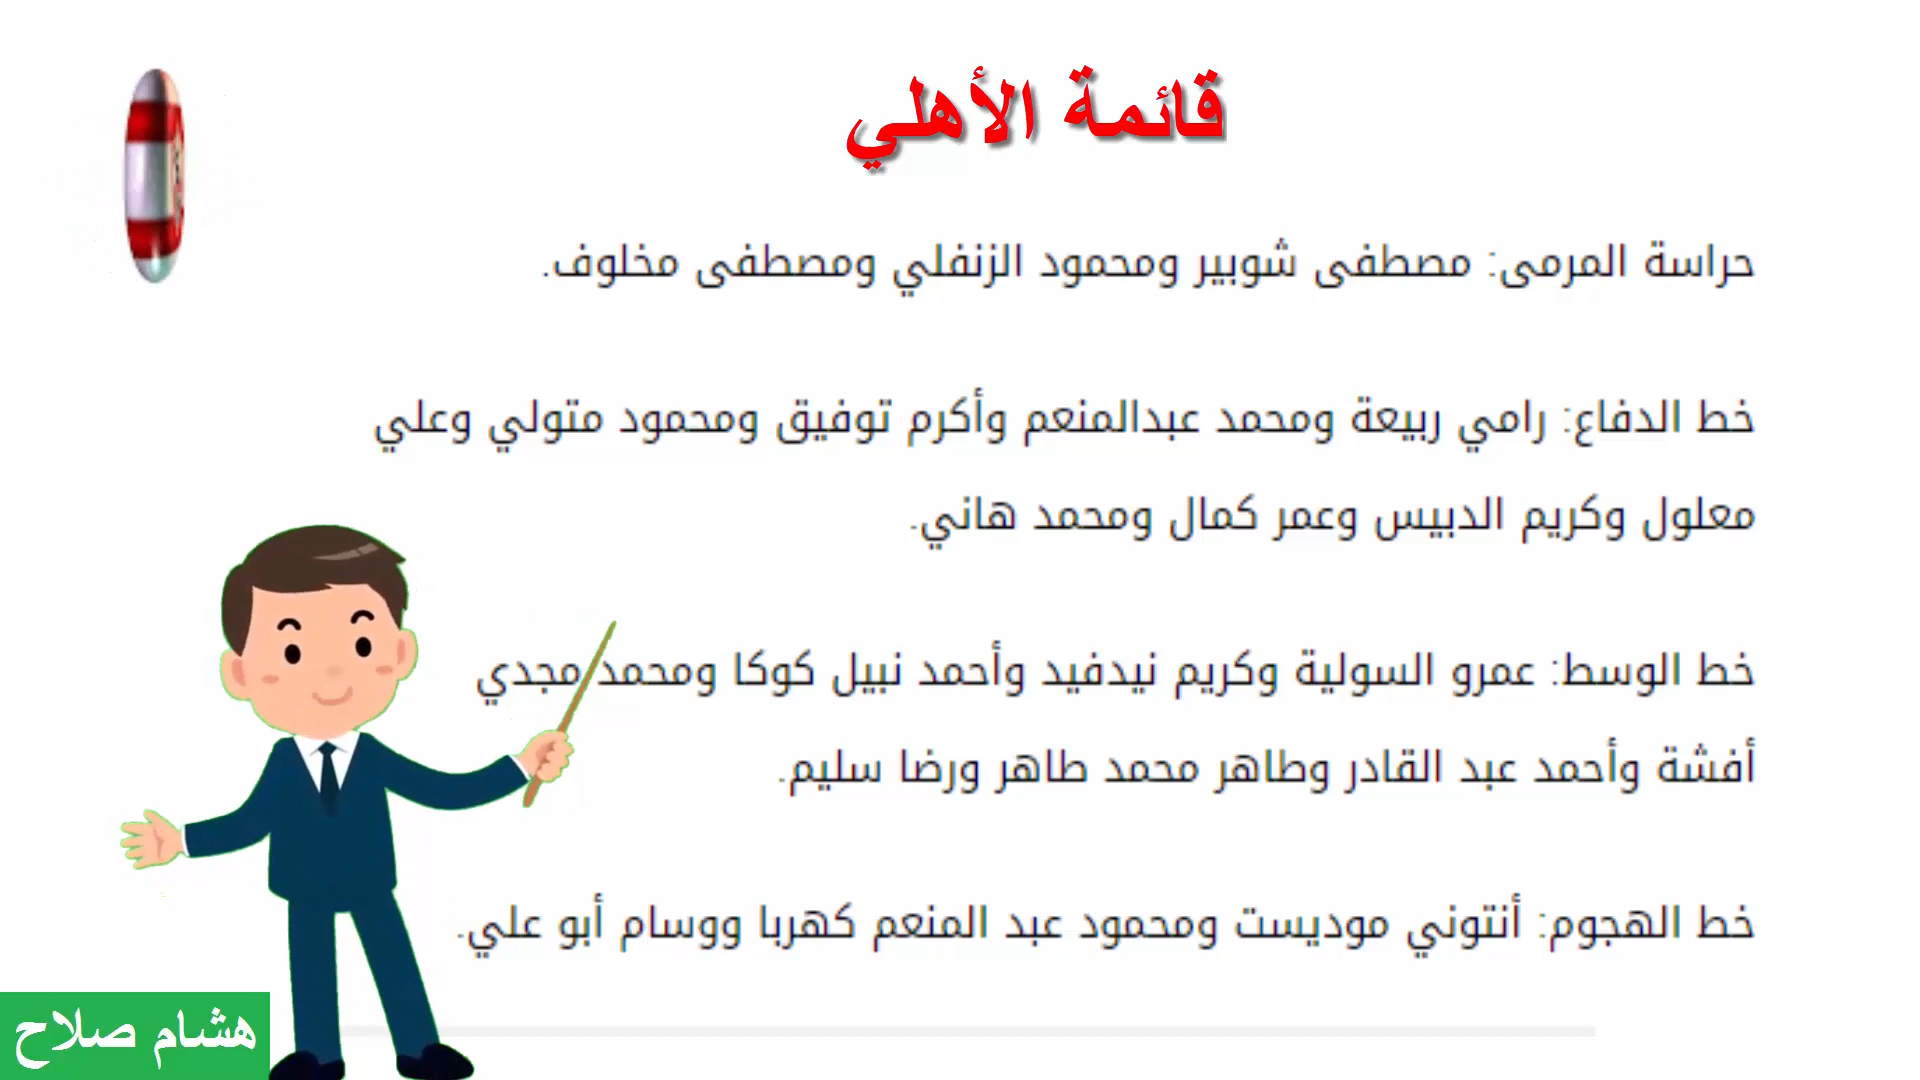 قائمة الأهلي
حراسة المرمى: مصطفى شوبير ومحمود الزنفلي ومصطفى مخلوف.
خط الدفاع: رامي ربيعة ومحمد عبدالمنعم وأكرم توفيق ومحمود متولي وعلي
معلول وكريم الدبيس وعمر كمال ومحمد هاني.
خط الوسط: عمرو السولية وكريم نيدفيد وأحمد نبيل كوكا ومحمد مجدي
أفشة وأحمد عبد القادر وطاهر محمد طاهر ورضا سليم.
خط الهجوم: أنتوني موديست ومحمود عبد المنعم كهربا ووسام أبو علي.
هشام صلاح